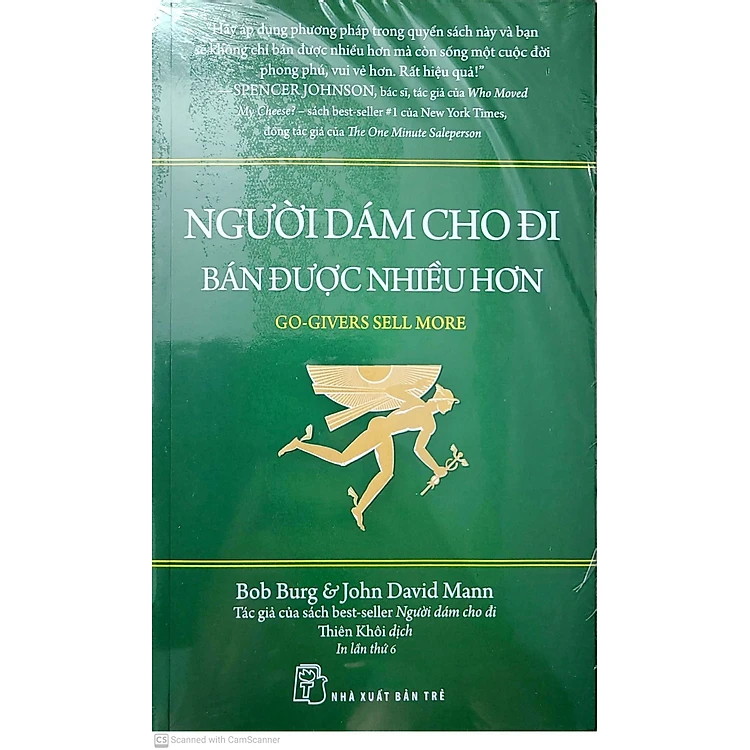 "Hãy áp dụng phương pháp trong quyển sách này và bạn
sẽ không chỉ bán được nhiều hơn mà còn sống một cuộc đời
phong phú, vui vẻ hơn. Rất hiệu quả!"
—SPENCER JOHNSON, bác sĩ, tác giả của Who Moved
My Cheese? – sách best-seller #1 của New York Times,
đồng tác giả của The One Minute Saleperson
NGƯỜI DÁM CHO ĐI
BÁN ĐƯỢC NHIỀU HƠN
GO-GIVERS SELL MORE
Bob Burg & John David Mann
Tác giả của sách best-seller Người dám cho đi
Thiên Khôi dịch
In lần thứ 6
T
NHÀ XUẤT BẢN TRẺ
CS Scanned with CamScanner